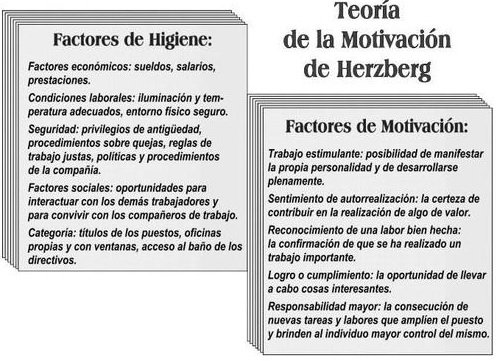 Teoría
de la Motivación
de Herzberg
Factores de Higiene:
Factores económicos: sueldos, salarios,
prestaciones.
Condiciones laborales: iluminación y tem-
peratura adecuados, entorno físico seguro.
Seguridad: privilegios de antigüedad,
procedimientos sobre quejas, reglas de
trabajo justas, políticas y procedimientos
de la compañía.
Factores sociales: oportunidades para
interactuar con los demás trabajadores y
para convivir con los compañeros de trabajo.
Categoría: títulos de los puestos, oficinas
propias y con ventanas, acceso al baño de los
directivos.
Factores de Motivación:
Trabajo estimulante: posibilidad de manifestar
la propia personalidad y de desarrollarse
plenamente.
Sentimiento de autorrealización: la certeza de
contribuir en la realización de algo de valor.
Reconocimiento de una labor bien hecha:
la confirmación de que se ha realizado un
trabajo importante.
Logro o cumplimiento: la oportunidad de llevar
a cabo cosas interesantes.
Responsabilidad mayor: la consecución de
nuevas tareas y labores que amplíen el puesto
y brinden al individuo mayor control del mismo.